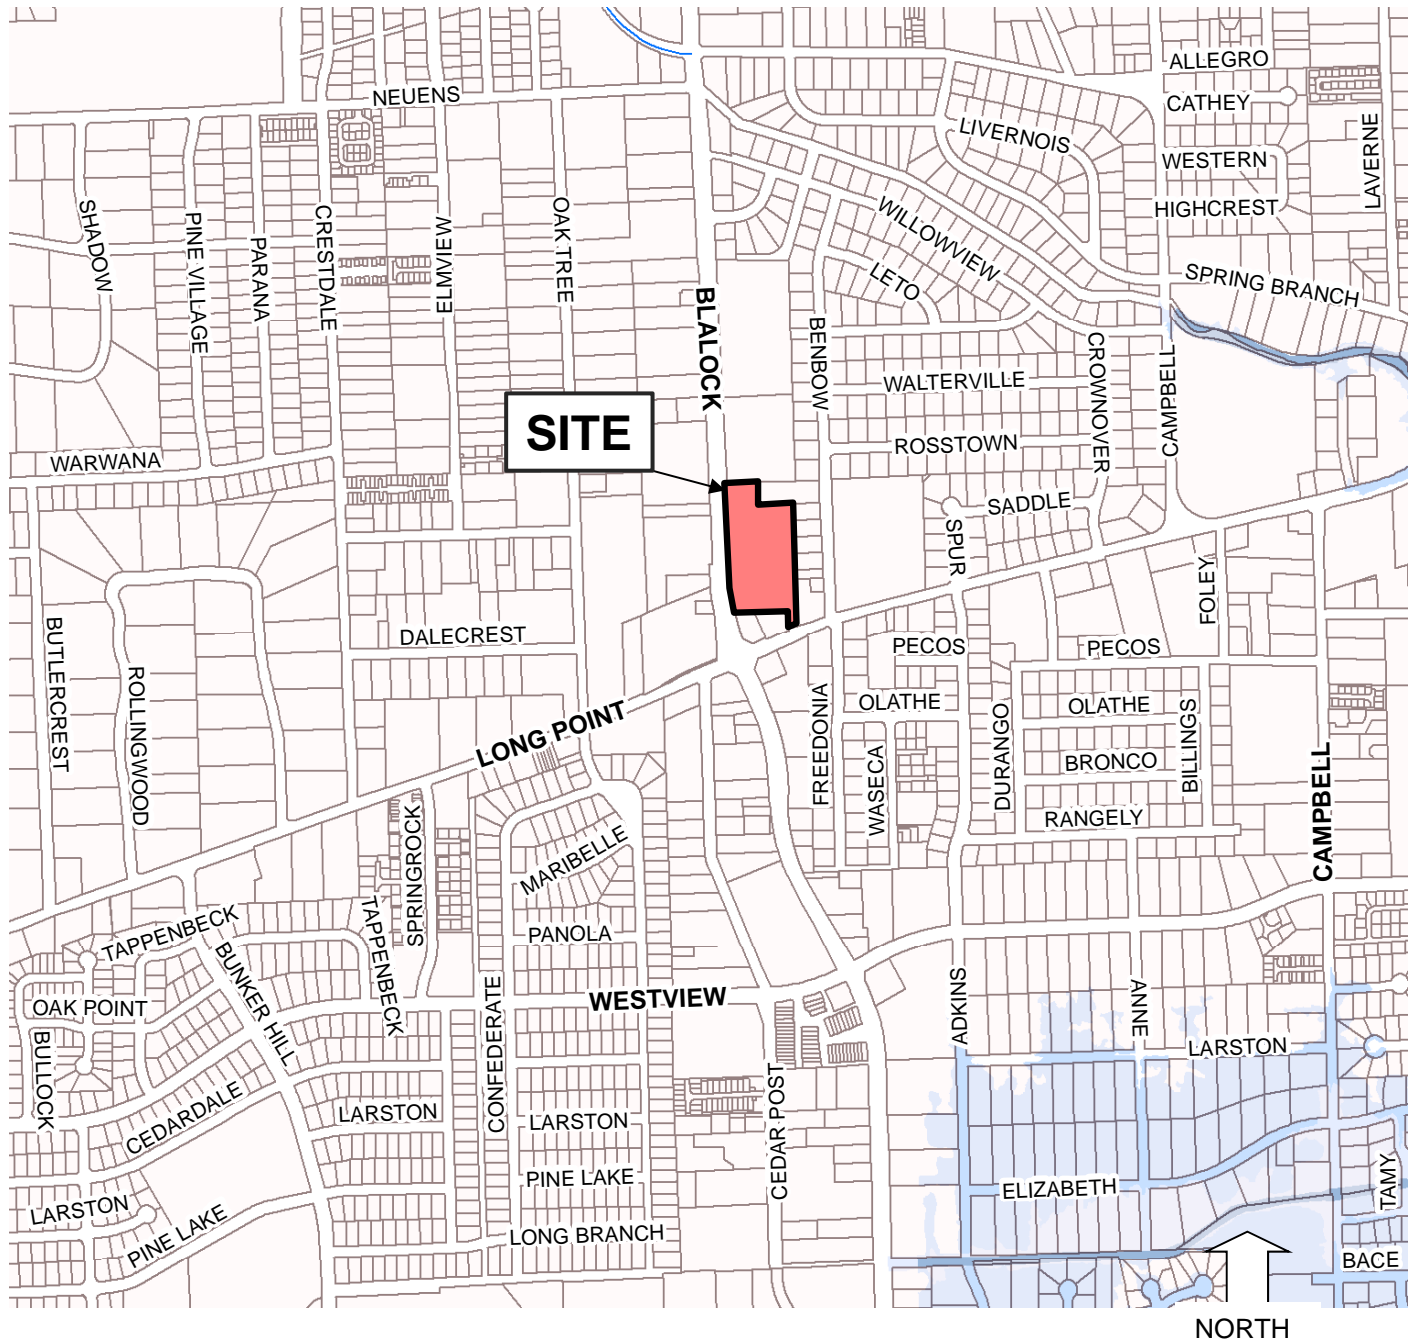 ALLEGRO
NEUENS
CATHEY
LIVERNOIS
LAVERNE
WESTERN
HIGHCREST
SHADOW
PINE VILLAGE
PARANA
CRESTDALE
ELMVIEW
OAK TREE
WILLOWVIEW
LETO
SPRING BRANCH
BLALOCK
BENBOW
CROWNOVER
CAMPBELL
WALTERVILLE
SITE
ROSSTOWN
WARWANA
SADDLE
SPUR
FOLEY
BUTLERCREST
DALECREST
PECOS
PECOS
ROLLINGWOOD
OLATHE
OLATHE
LONG POINT
FREEDONIA
WASECA
DURANGO
BRONCO
BILLINGS
CAMPBELL
RANGELY
SPRINGROCK
MARIBELLE
TAPPENBECK
TAPPENBECK
PANOLA
BUNKER HILL
OAK POINT
CONFEDERATE
WESTVIEW
ADKINS
ANNE
LARSTON
BULLOCK
CEDARDALE
LARSTON
LARSTON
CEDAR POST
PINE LAKE
ELIZABETH
TAMY
LARSTON
PINE LAKE
LONG BRANCH
BACE
NORTH